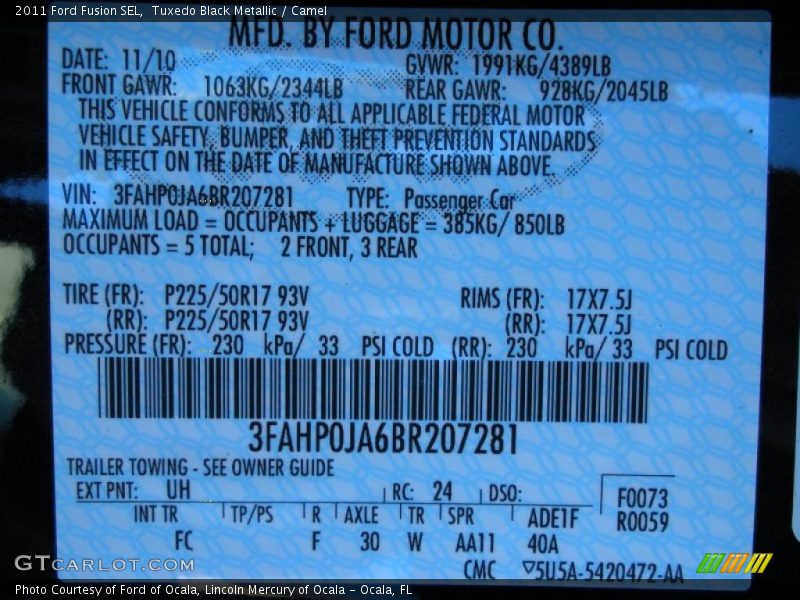 2011 Ford Fusion SEL,  Tuxedo Black Metallic / Camel
MFD. BY FORD MOTOR CO.
DATE: 11/10 GVWR: 1991KG/4389LB
FRONT GAWR: 1063KG/2344LB REAR GAWR: 928KG/2045LB
THIS VEHICLE CONFORMS TO ALL APPLICABLE FEDERAL MOTOR
VEHICLE SAFETY, BUMPER, AND THEFT PREVENTION STANDARDS
IN EFFECT ON THE DATE OF MANUFACTURE SHOWN ABOVE.
VIN: 3FAHP0JA6BR207281 TYPE: Passenger Car
MAXIMUM LOAD = OCCUPANTS + LUGGAGE = 385KG/ 850LB
OCCUPANTS = 5 TOTAL; 2 FRONT, 3 REAR
TIRE (FR): P225/50R17 93V RIMS (FR): 17X7.5J
(RR): P225/50R17 93V (RR): 17X7.5J
PRESSURE (FR): 230 kPa/ 33 PSI COLD (RR): 230 kPa/ 33 PSI COLD
3FAHP0JA6BR207281
TRAILER TOWING - SEE OWNER GUIDE
EXT PNT: UH RC: 24 DSO: F0073
INT TR TP/PS R AXLE TR SPR ADE1F R0059
FC F 30 W AA11 40A
CMC ▽5U5A-5420472-AA
GTCARLOT.COM
Photo Courtesy of Ford of Ocala, Lincoln Mercury of Ocala – Ocala, FL